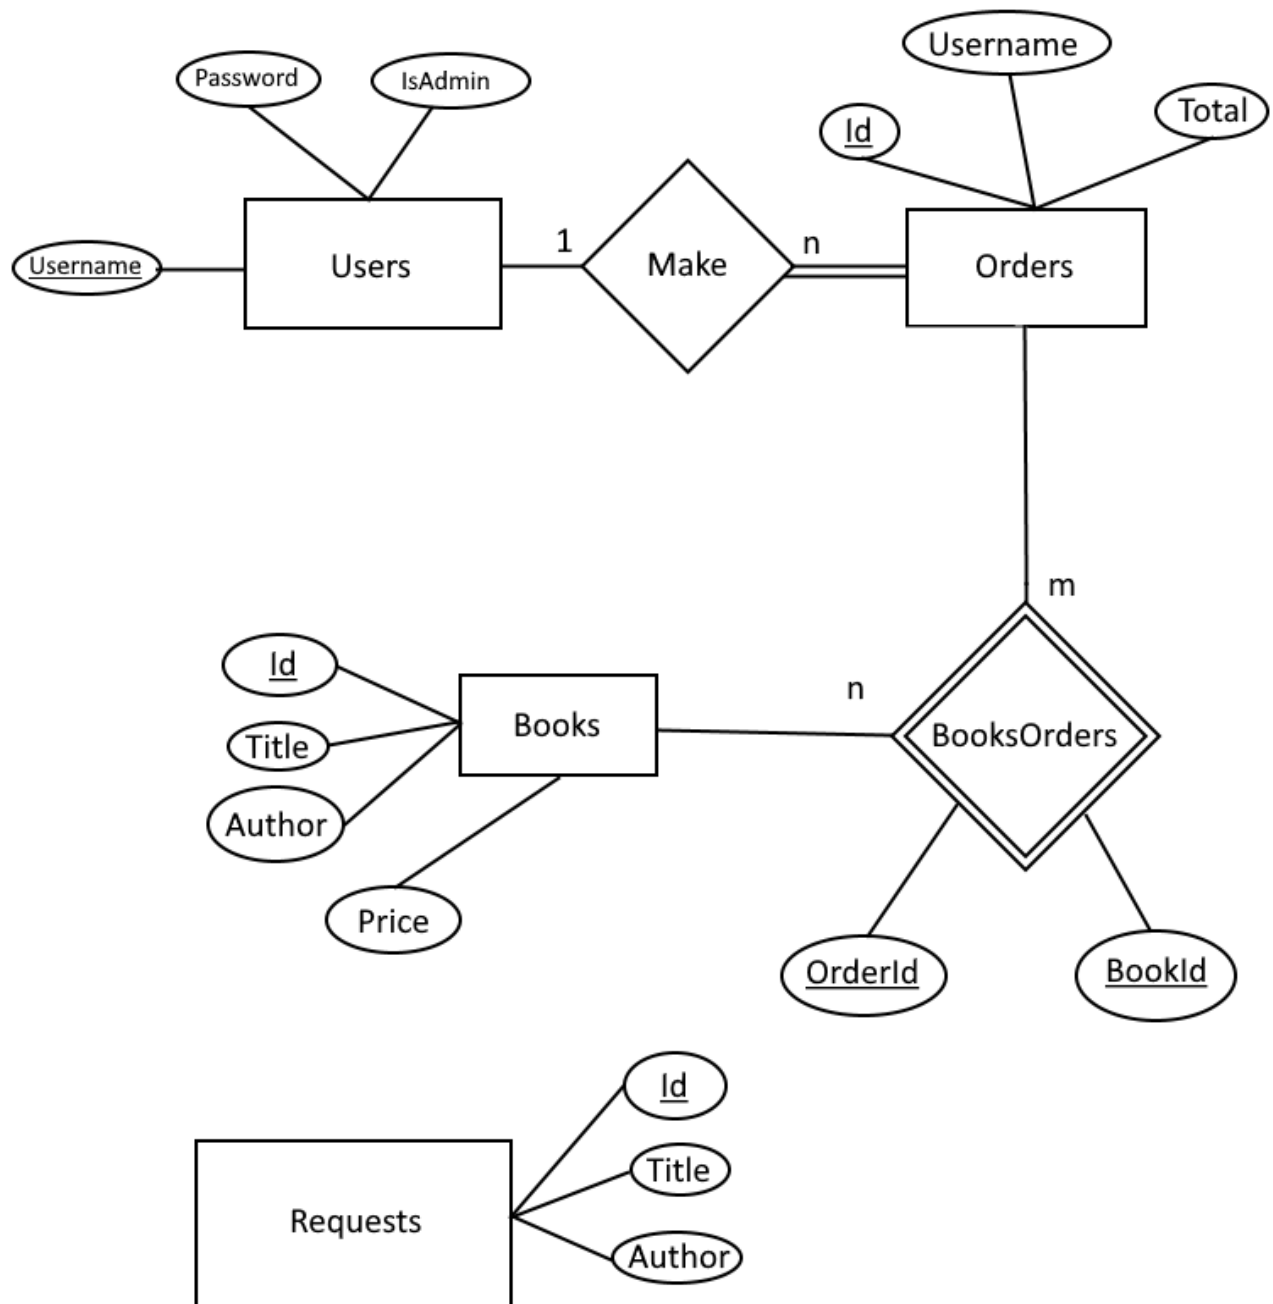 Username
Password
IsAdmin
Id
Total
Username
Users
1
Make
n
Orders
m
Id
n
Title
Books
BooksOrders
Author
Price
OrderId
BookId
Id
Title
Requests
Author